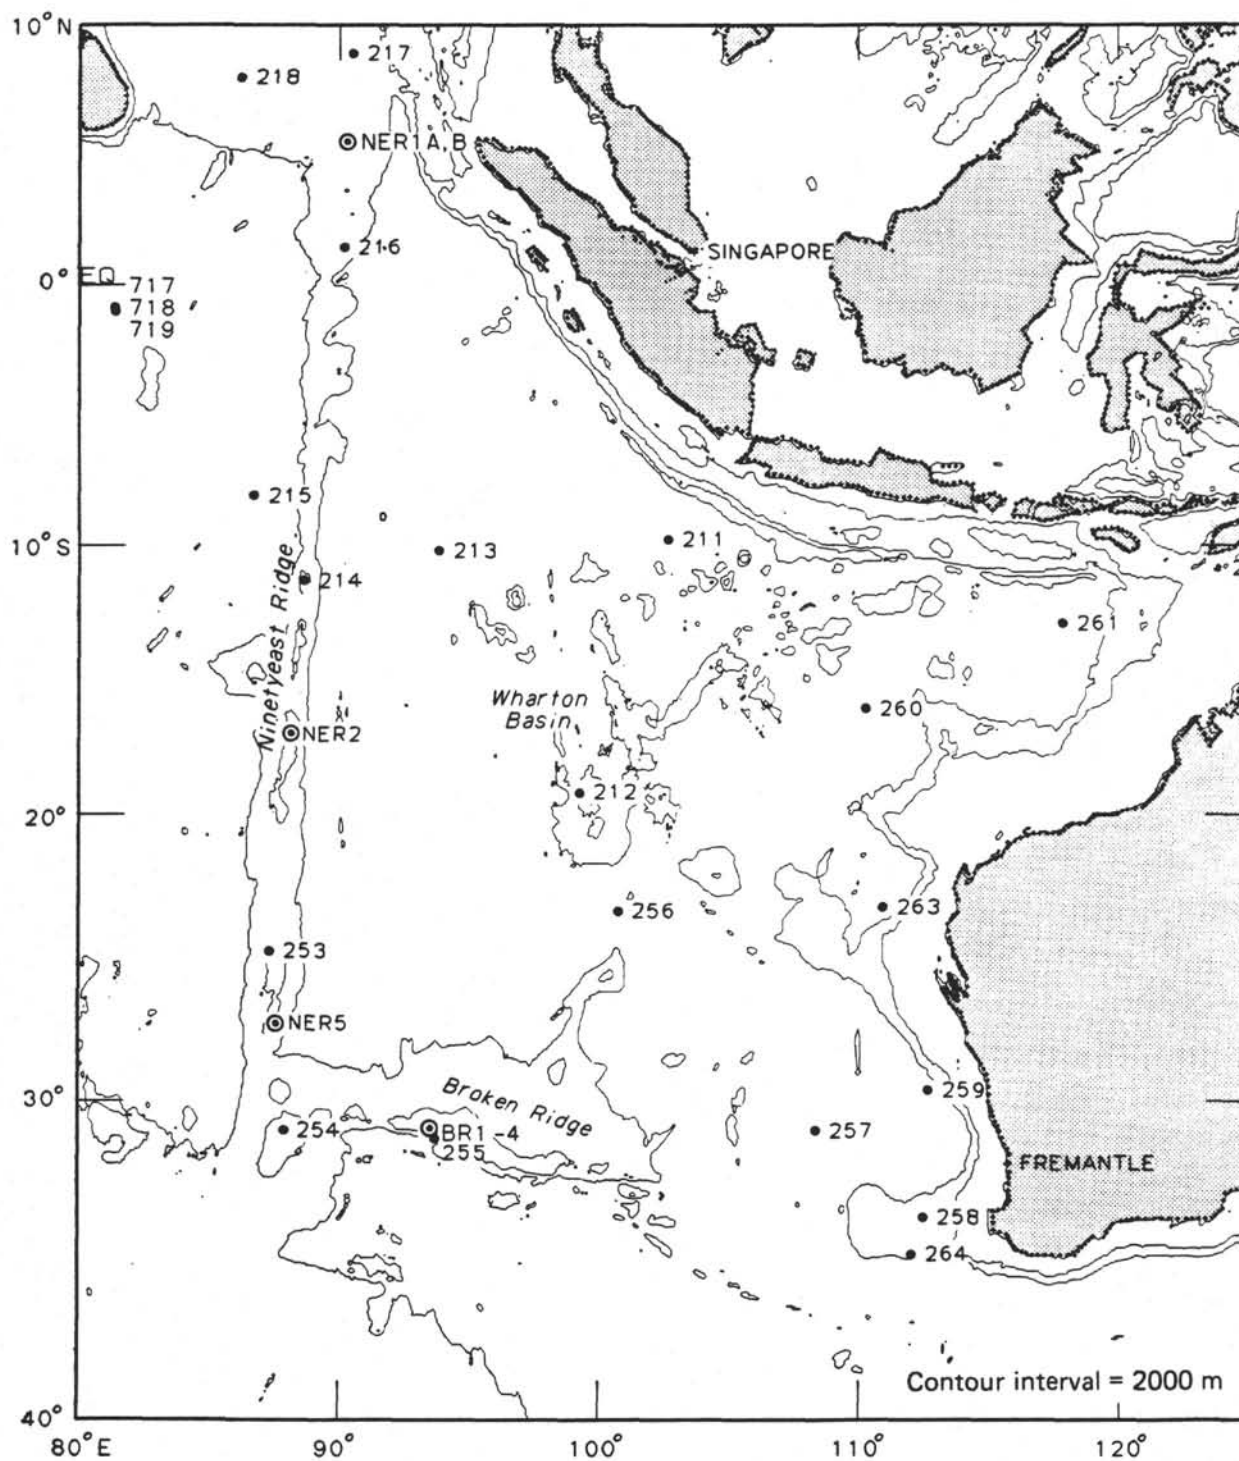 10°N
217
218
NER1A,B
216
SINGAPORE
0°
EQ
717
718
719
215
10°S
213
211
214
261
Ninetyeast Ridge
Wharton
Basin
260
NER2
212
20°
256
263
253
NER5
30°
Broken Ridge
259
254
BR1-4
255
257
FREMANTLE
258
264
Contour interval = 2000 m
40°
80°E
90°
100°
110°
120°